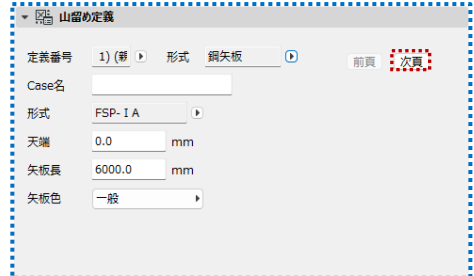 山留め定義
定義番号 1) (新 形式 鋼矢板 前頁 次頁
Case名
形式 FSP-ⅠA
天端 0.0 mm
矢板長 6000.0 mm
矢板色 一般